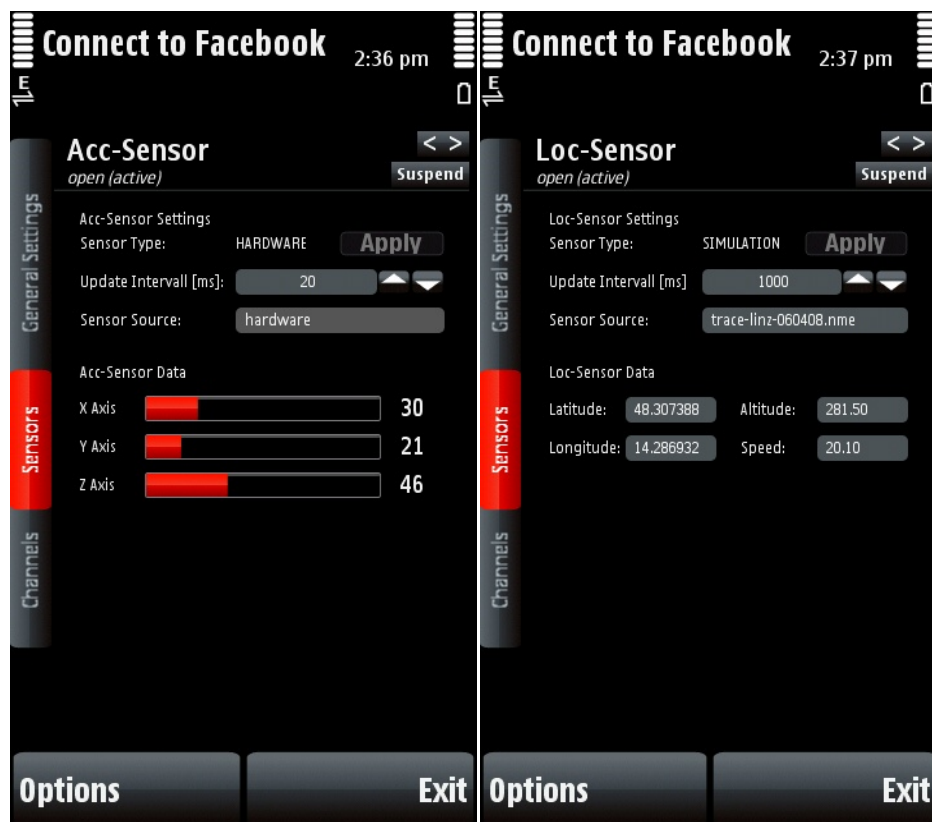 Connect to Facebook 2:36 pm
E
Acc-Sensor < >
open (active) Suspend
General Settings
Sensors
Channels
Acc-Sensor Settings
Sensor Type: HARDWARE Apply
Update Intervall [ms]: 20
Sensor Source: hardware
Acc-Sensor Data
X Axis 30
Y Axis 21
Z Axis 46
Options Exit
Connect to Facebook 2:37 pm
E
Loc-Sensor < >
open (active) Suspend
General Settings
Sensors
Channels
Loc-Sensor Settings
Sensor Type: SIMULATION Apply
Update Intervall [ms] 1000
Sensor Source: trace-linz-060408.nme
Loc-Sensor Data
Latitude: 48.307388 Altitude: 281.50
Longitude: 14.286932 Speed: 20.10
Options Exit